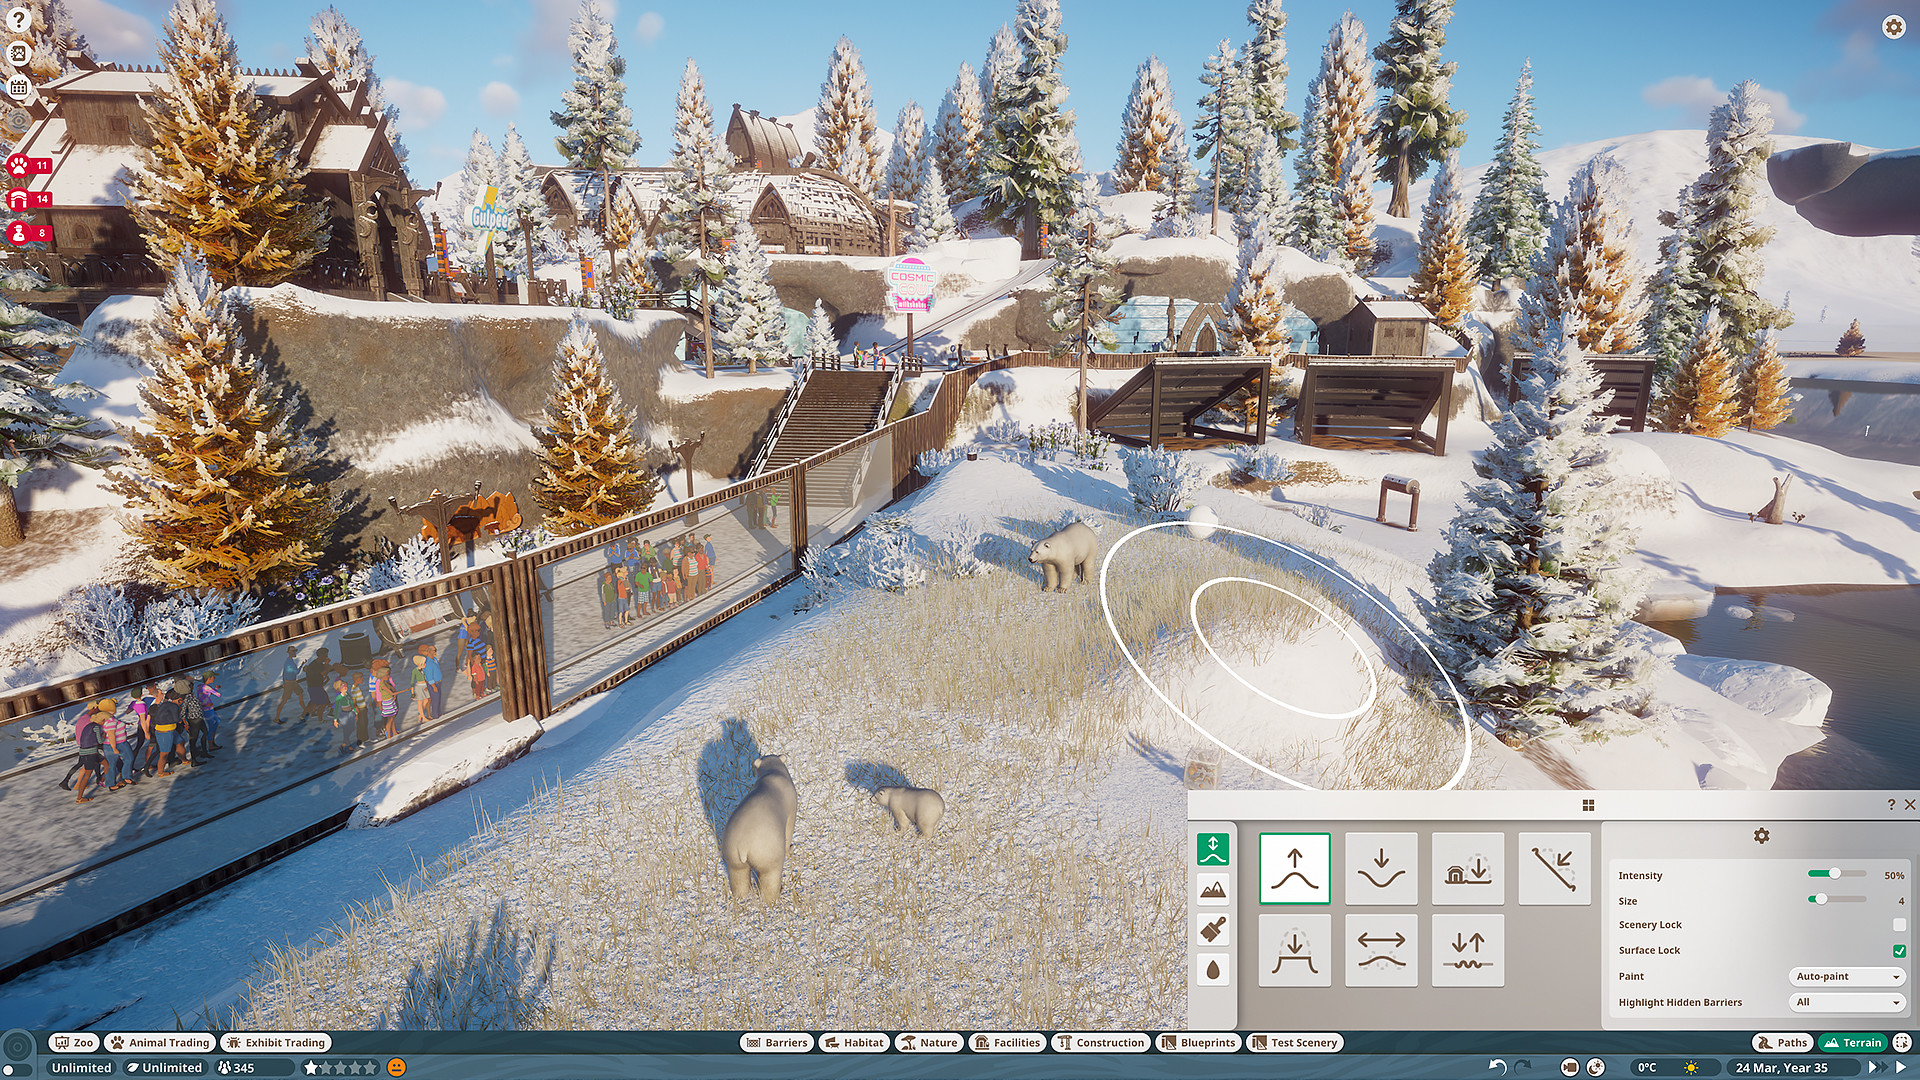 ?
11
14
8
Gulpee
COSMIC
milkshakes
?
Intensity
50%
Size
4
Scenery Lock
Surface Lock
Paint
Auto-paint
Highlight Hidden Barriers
All
Zoo
Animal Trading
Exhibit Trading
Barriers
Habitat
Nature
Facilities
Construction
Blueprints
Test Scenery
Paths
Terrain
Unlimited
Unlimited
345
0°C
24 Mar, Year 35